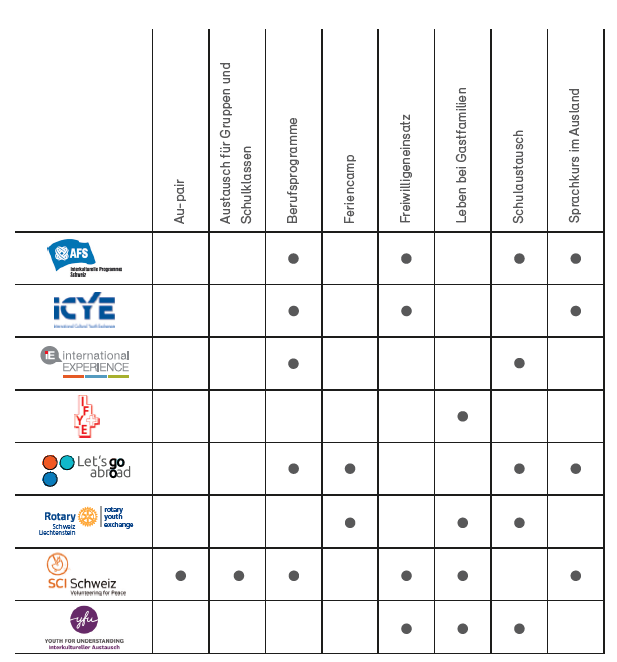 Au-pair
Austausch für Gruppen und
Schulklassen
Berufsprogramme
Feriencamp
Freiwilligeneinsatz
Leben bei Gastfamilien
Schulaustausch
Sprachkurs im Ausland
AFS
Interkulturelle Programme
Schweiz
ICYE
International Cultural Youth Exchange
iE international
EXPERIENCE
IFYE
Let's go
abroad
Rotary
Schweiz
Liechtenstein
rotary
youth
exchange
SCI Schweiz
Volunteering for Peace
yfu
YOUTH FOR UNDERSTANDING
interkultureller Austausch